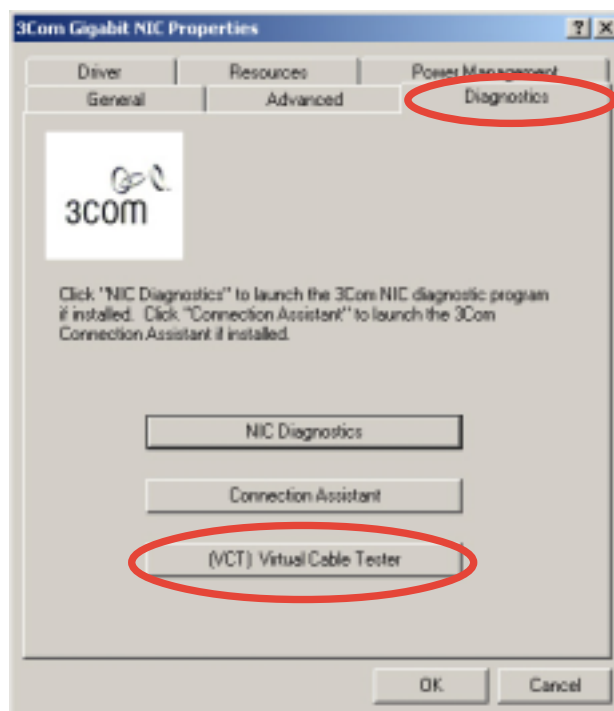 3Com Gigabit NIC Properties
Driver
Resources
Power Management
General
Advanced
Diagnostics
3com
Click "NIC Diagnostics" to launch the 3Com NIC diagnostic program
if installed. Click "Connection Assistant" to launch the 3Com
Connection Assistant if installed.
NIC Diagnostics
Connection Assistant
(VCT) Virtual Cable Tester
OK
Cancel